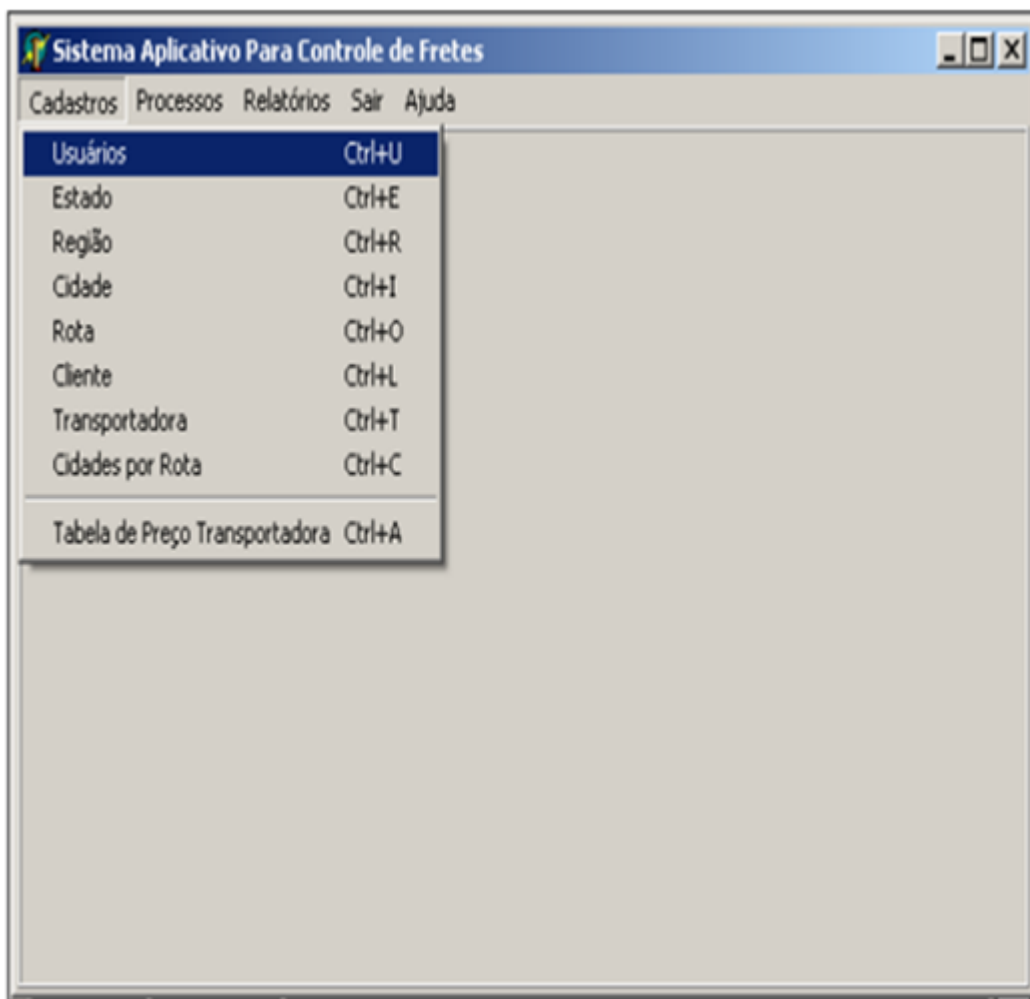 Sistema Aplicativo Para Controle de Fretes
Cadastros Processos Relatórios Sair Ajuda
Usuários Ctrl+U
Estado Ctrl+E
Região Ctrl+R
Cidade Ctrl+I
Rota Ctrl+O
Cliente Ctrl+L
Transportadora Ctrl+T
Cidades por Rota Ctrl+C
Tabela de Preço Transportadora Ctrl+A